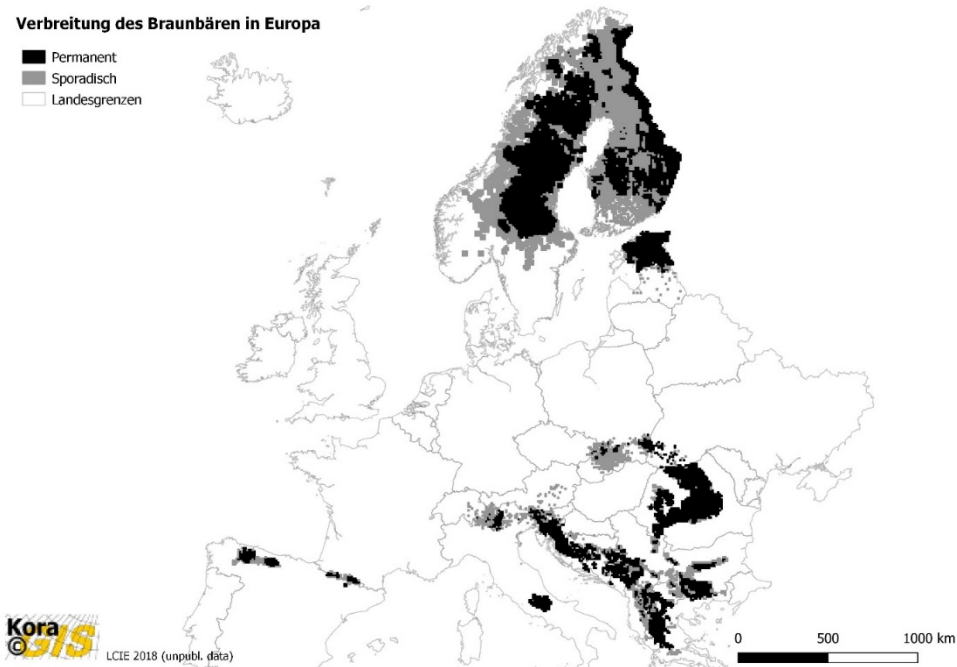 Verbreitung des Braunbären in Europa
Permanent
Sporadisch
Landesgrenzen
Kora
© GIS
LCIE 2018 (unpubl. data)
0 500 1000 km